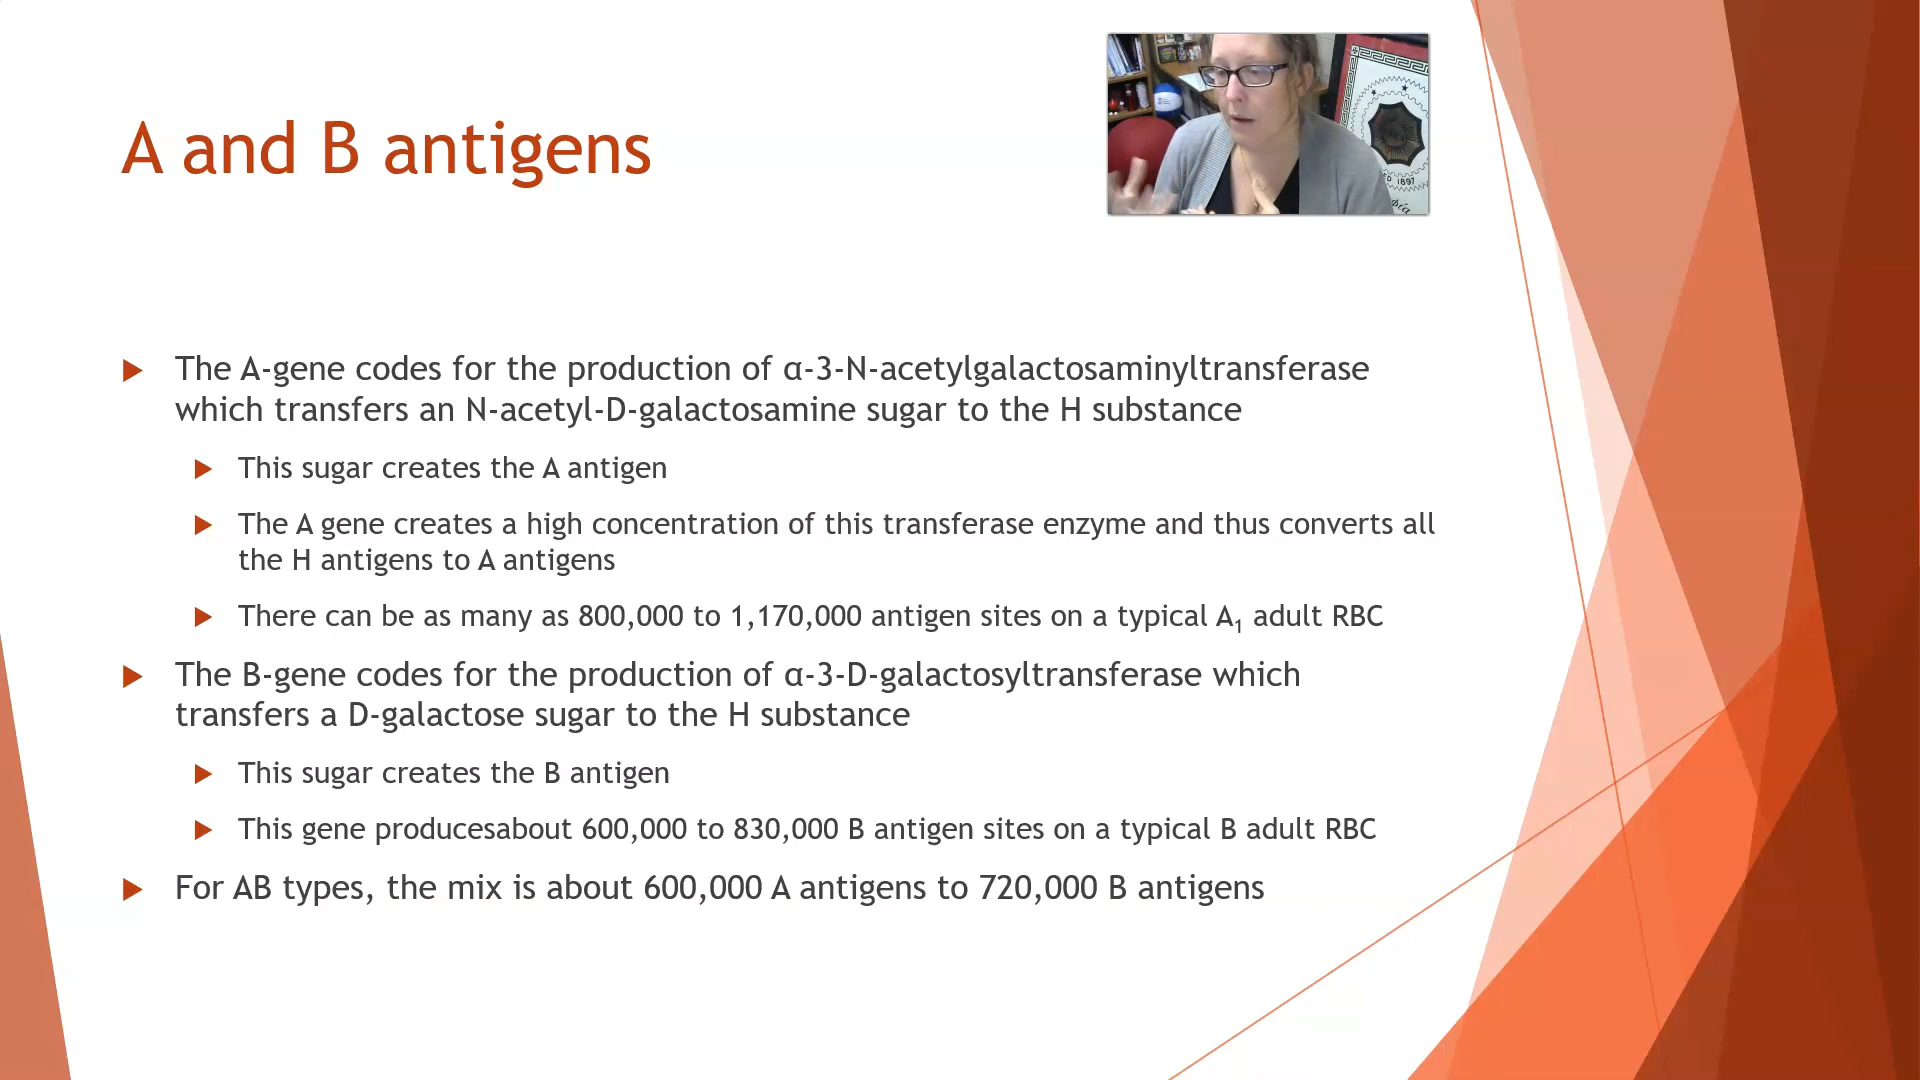 A and B antigens
The A-gene codes for the production of α-3-N-acetylgalactosaminyltransferase
which transfers an N-acetyl-D-galactosamine sugar to the H substance
This sugar creates the A antigen
The A gene creates a high concentration of this transferase enzyme and thus converts all
the H antigens to A antigens
There can be as many as 800,000 to 1,170,000 antigen sites on a typical A₁ adult RBC
The B-gene codes for the production of α-3-D-galactosyltransferase which
transfers a D-galactose sugar to the H substance
This sugar creates the B antigen
This gene producesabout 600,000 to 830,000 B antigen sites on a typical B adult RBC
For AB types, the mix is about 600,000 A antigens to 720,000 B antigens
1897